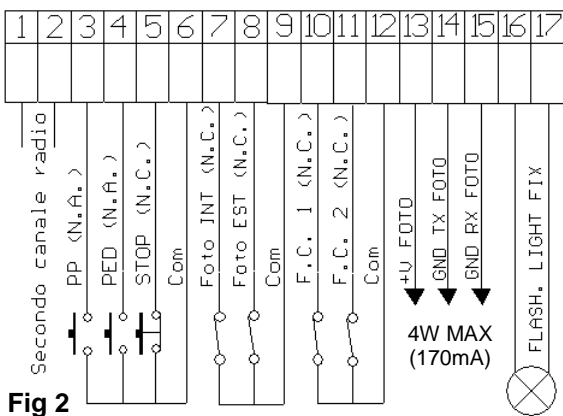 1 2 3 4 5 6 7 8 9 10 11 12 13 14 15 16 17
Secondo canale radio
PP (N.A.)
PED (N.A.)
STOP (N.C.)
Com
Foto INT (N.C.)
Foto EST (N.C.)
Com
F.C. 1 (N.C.)
F.C. 2 (N.C.)
Com
+V FOTO
GND TX FOTO
GND RX FOTO
4W MAX
(170mA)
FLASH. LIGHT FIX
Fig 2